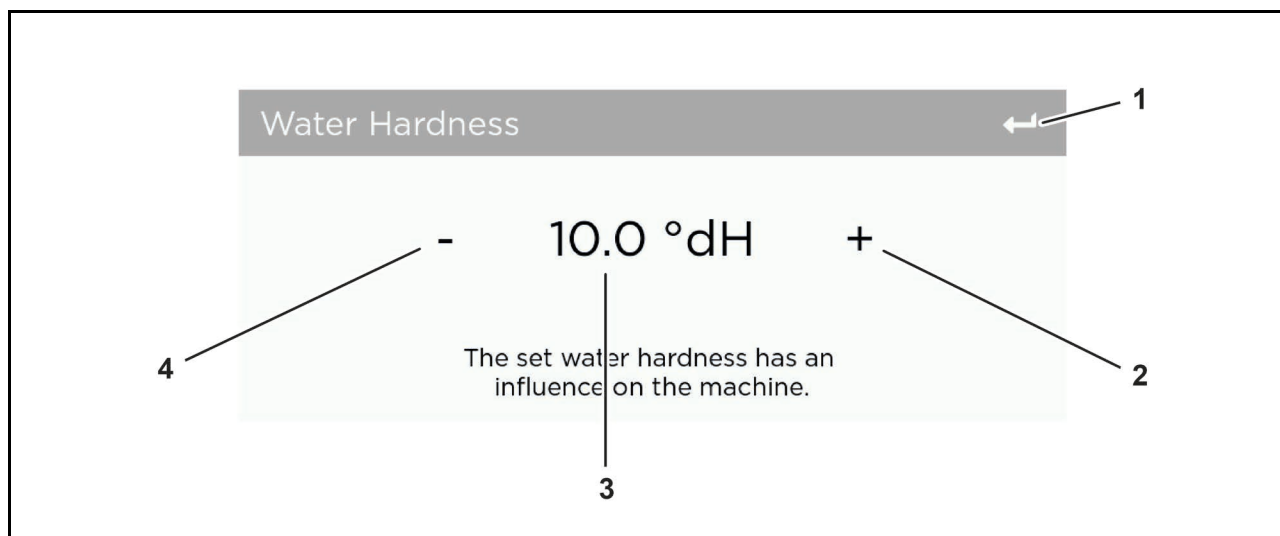 Water Hardness
1
- 10.0 °dH +
4
The set water hardness has an
influence on the machine.
2
3